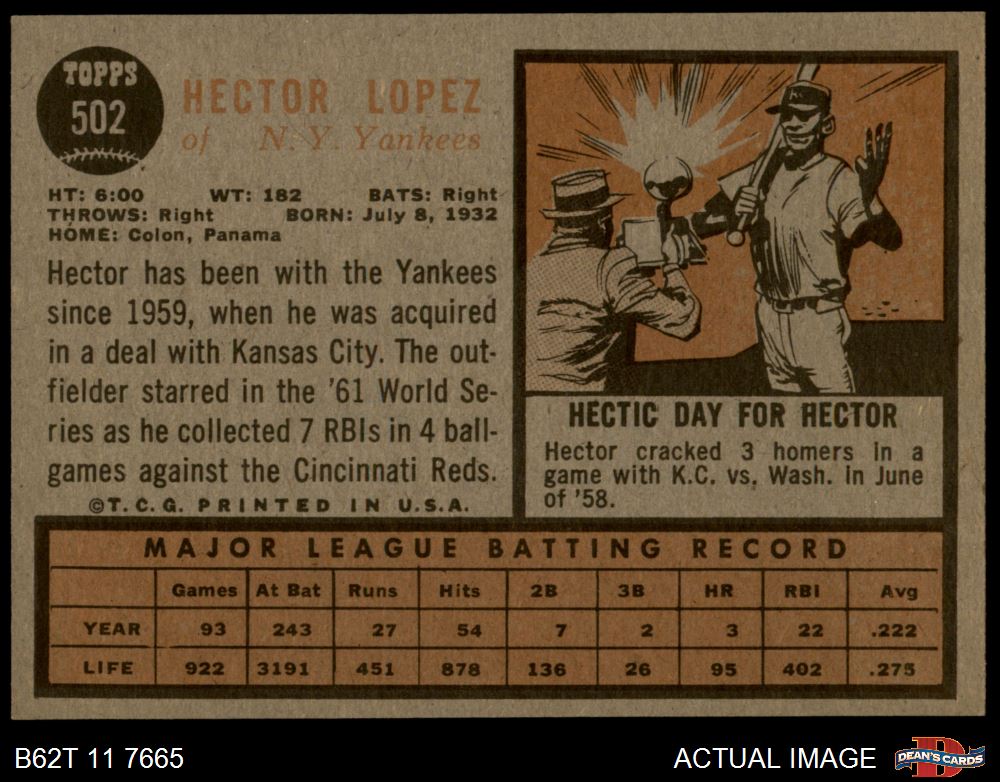 TOPPS
502
HECTOR LOPEZ
of N. Y. Yankees
HT: 6:00 WT: 182 BATS: Right
THROWS: Right BORN: July 8, 1932
HOME: Colon, Panama
Hector has been with the Yankees
since 1959, when he was acquired
in a deal with Kansas City. The out-
fielder starred in the '61 World Se-
ries as he collected 7 RBIs in 4 ball-
games against the Cincinnati Reds.
©T. C. G. PRINTED IN U.S.A.
HECTIC DAY FOR HECTOR
Hector cracked 3 homers in a
game with K.C. vs. Wash. in June
of '58.
MAJOR LEAGUE BATTING RECORD
Games At Bat Runs Hits 2B 3B HR RBI Avg
YEAR 93 243 27 54 7 2 3 22 .222
LIFE 922 3191 451 878 136 26 95 402 .275
B62T 11 7665 ACTUAL IMAGE
D
DEAN'S CARDS